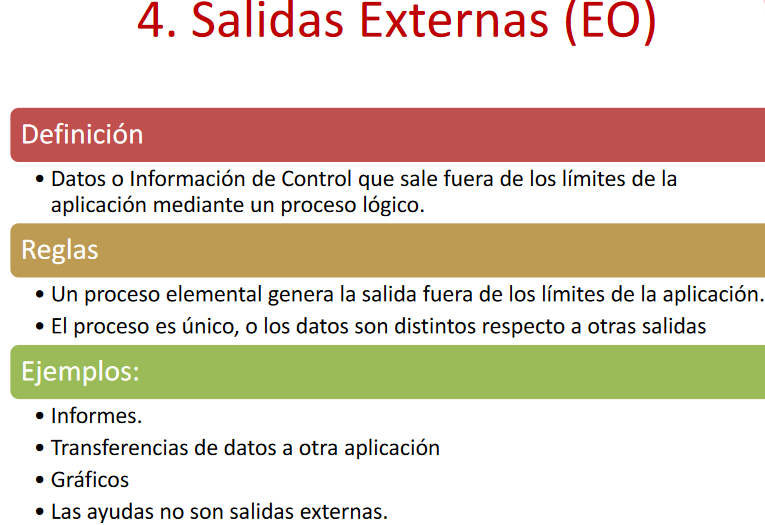 4. Salidas Externas (EO)
Definición
• Datos o Información de Control que sale fuera de los límites de la
aplicación mediante un proceso lógico.
Reglas
• Un proceso elemental genera la salida fuera de los límites de la aplicación.
• El proceso es único, o los datos son distintos respecto a otras salidas
Ejemplos:
• Informes.
• Transferencias de datos a otra aplicación
• Gráficos
• Las ayudas no son salidas externas.